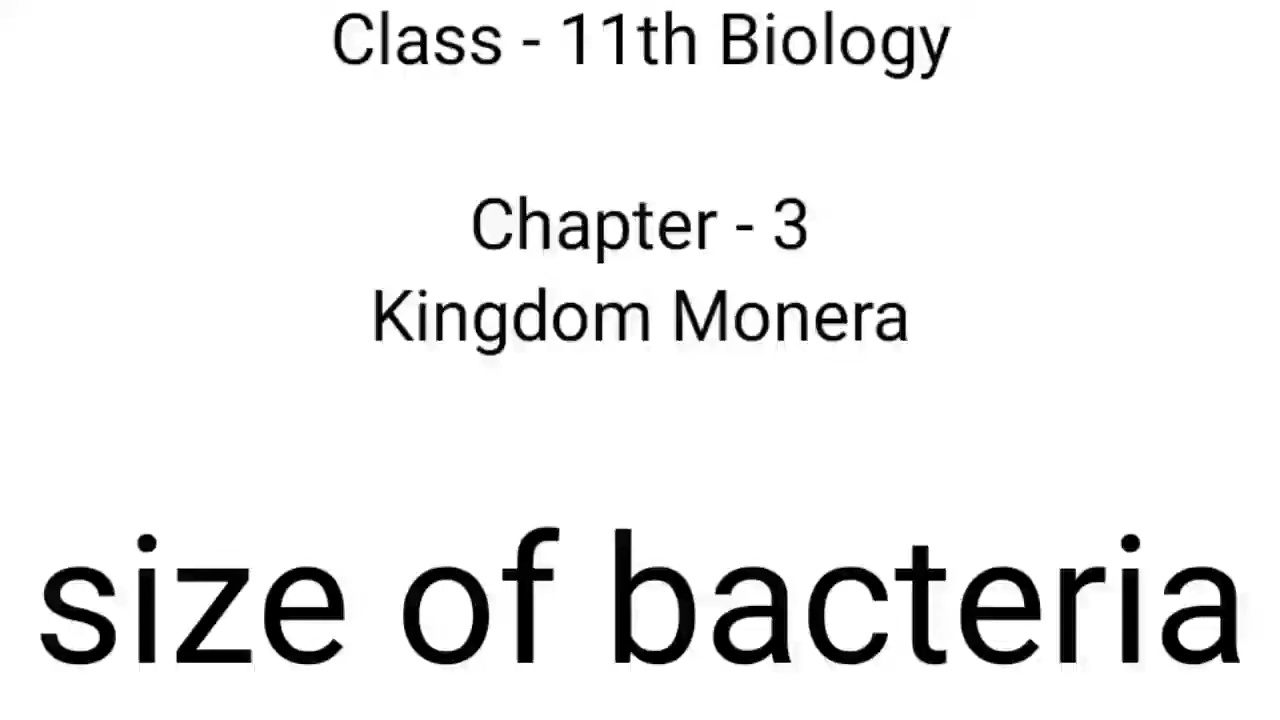 Class - 11th Biology
Chapter - 3
Kingdom Monera
size of bacteria